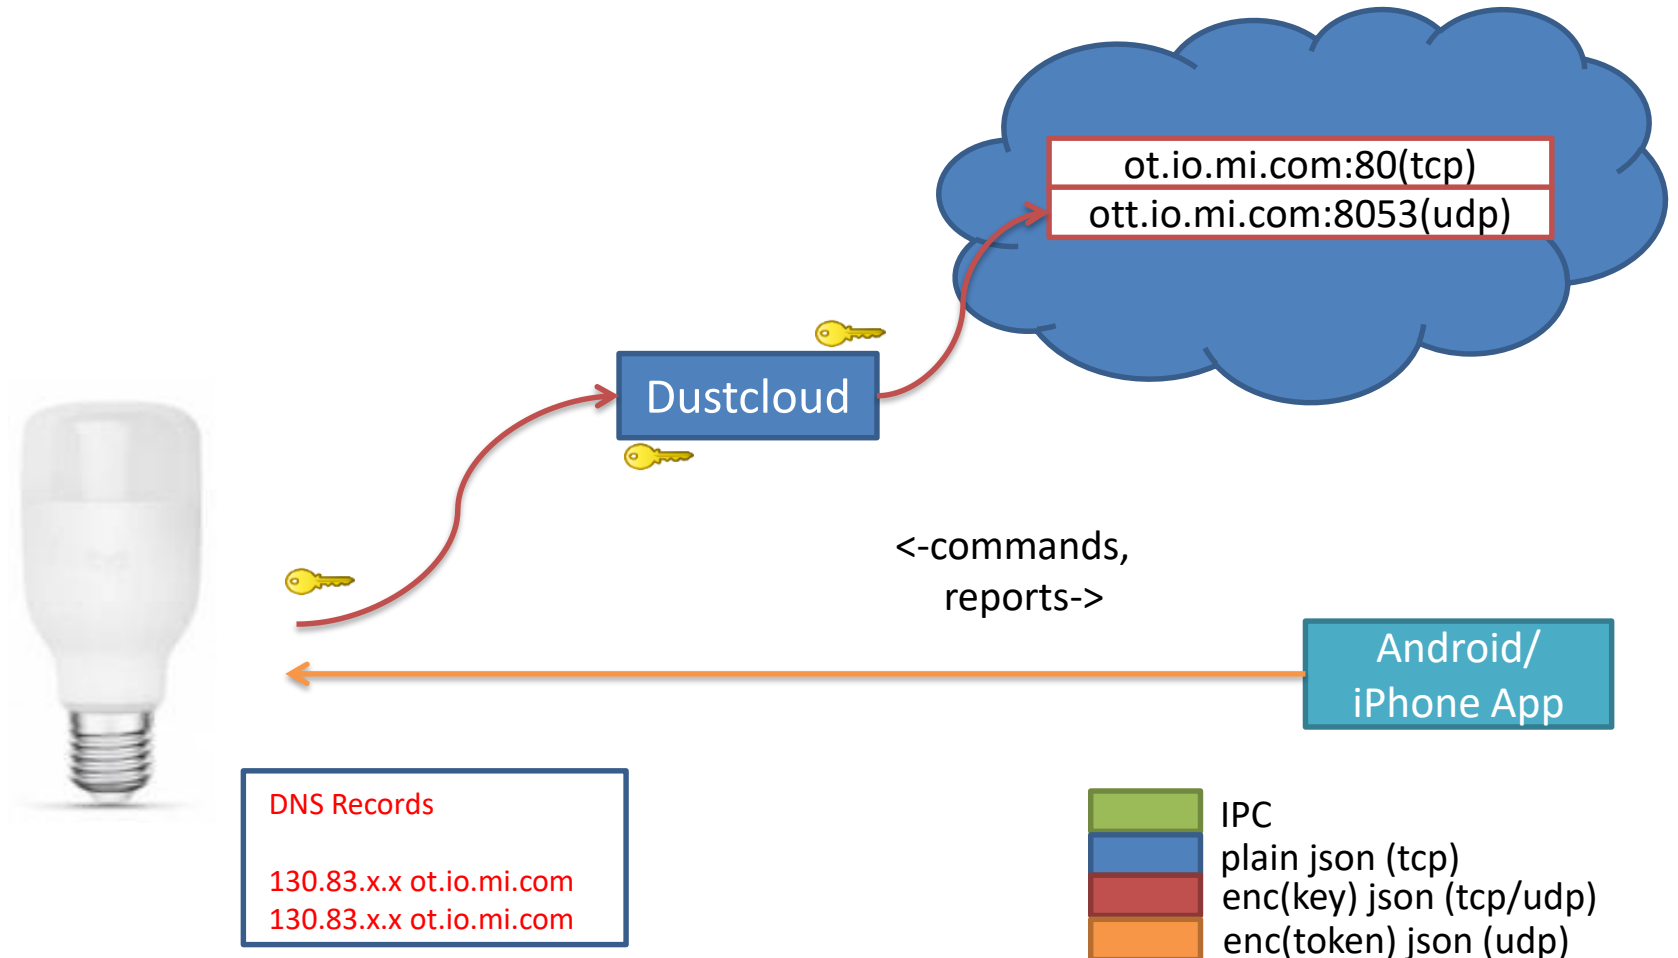 ot.io.mi.com:80(tcp)
ott.io.mi.com:8053(udp)
Dustcloud
<-commands,
reports->
Android/
iPhone App
DNS Records
130.83.x.x ot.io.mi.com
130.83.x.x ot.io.mi.com
IPC
plain json (tcp)
enc(key) json (tcp/udp)
enc(token) json (udp)